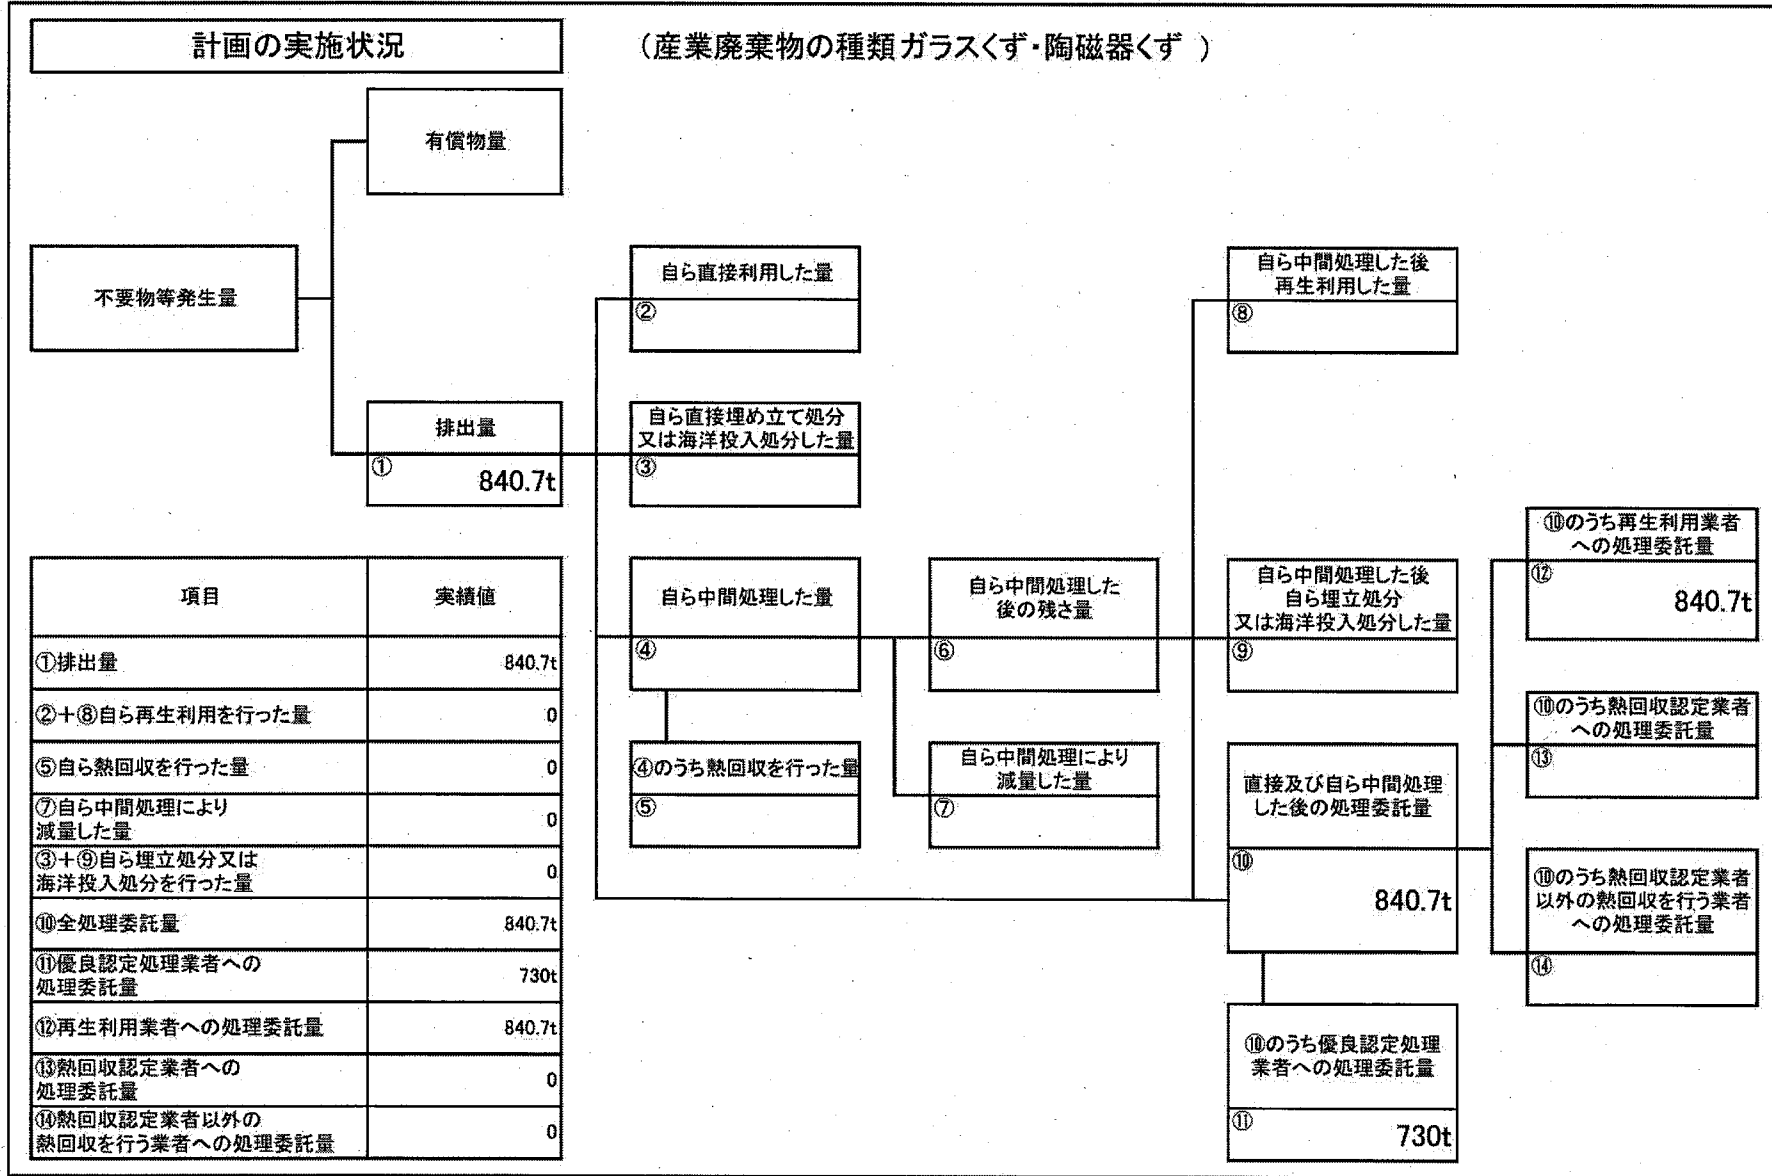 計画の実施状況
（産業廃棄物の種類ガラスくず・陶磁器くず ）
有償物量
不要物等発生量
排出量
①
840.7t
自ら直接利用した量
②
自ら直接埋め立て処分
又は海洋投入処分した量
③
自ら中間処理した量
④
④のうち熱回収を行った量
⑤
自ら中間処理した
後の残さ量
⑥
自ら中間処理により
減量した量
⑦
自ら中間処理した後
再生利用した量
⑧
自ら中間処理した後
自ら埋立処分
又は海洋投入処分した量
⑨
直接及び自ら中間処理
した後の処理委託量
⑩
840.7t
⑩のうち優良認定処理
業者への処理委託量
⑪
730t
⑩のうち再生利用業者
への処理委託量
⑫
840.7t
⑩のうち熱回収認定業者
への処理委託量
⑬
⑩のうち熱回収認定業者
以外の熱回収を行う業者
への処理委託量
⑭
項目 実績値
①排出量 840.7t
②＋⑧自ら再生利用を行った量 0
⑤自ら熱回収を行った量 0
⑦自ら中間処理により
減量した量 0
③＋⑨自ら埋立処分又は
海洋投入処分を行った量 0
⑩全処理委託量 840.7t
⑪優良認定処理業者への
処理委託量 730t
⑫再生利用業者への処理委託量 840.7t
⑬熱回収認定業者への
処理委託量 0
⑭熱回収認定業者以外の
熱回収を行う業者への処理委託量 0